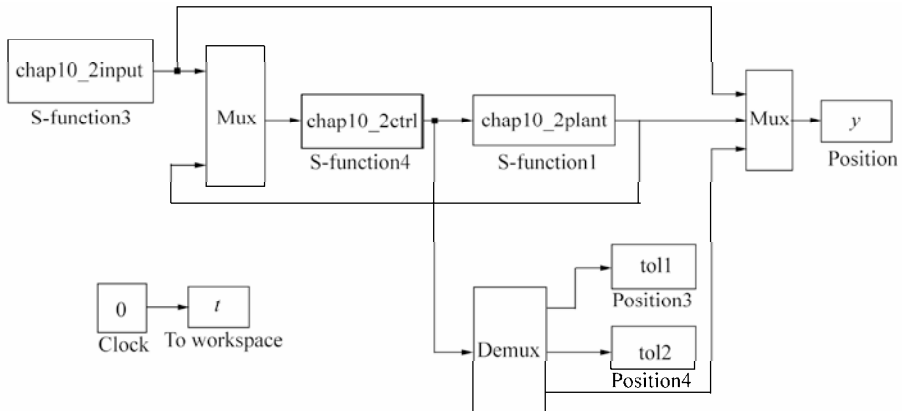 chap10_2input
S-function3
Mux
chap10_2ctrl
S-function4
chap10_2plant
S-function1
Mux
y
Position
tol1
Position3
0
Clock
t
To workspace
Demux
tol2
Position4